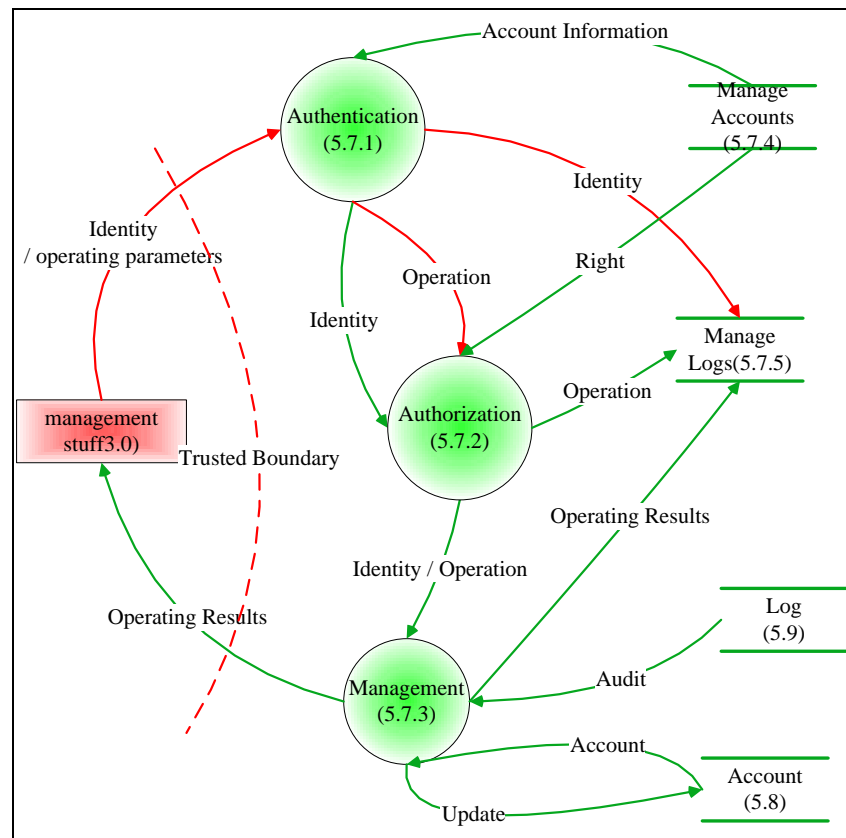 Account Information
Manage
Accounts
(5.7.4)
Authentication
(5.7.1)
Identity
Identity
/ operating parameters
Right
Operation
Identity
Manage
Logs(5.7.5)
Operation
Authorization
(5.7.2)
management
stuff3.0)
Trusted Boundary
Operating Results
Identity / Operation
Operating Results
Log
(5.9)
Audit
Management
(5.7.3)
Account
Account
(5.8)
Update